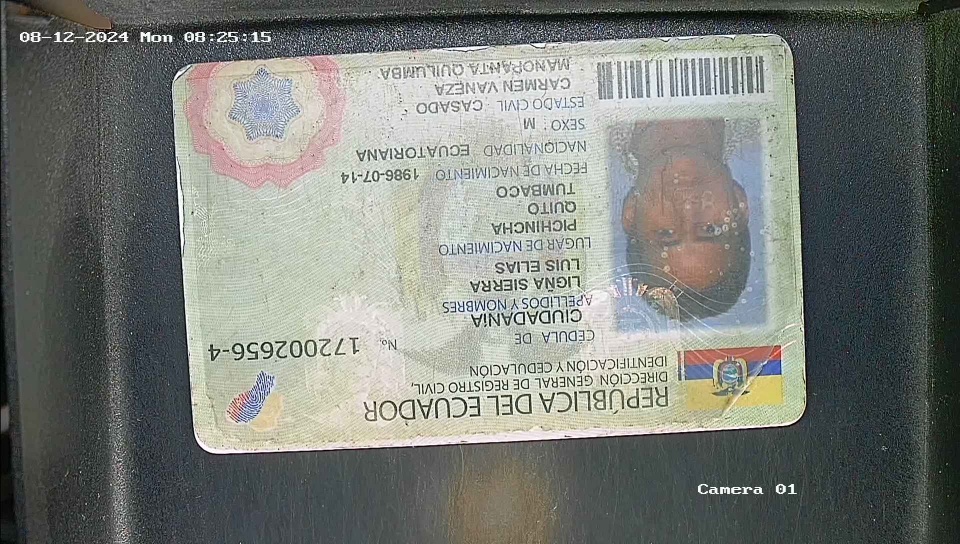 08-12-2024 Mon 08:25:15
REPÚBLICA DEL ECUADOR
DIRECCIÓN GENERAL DE REGISTRO CIVIL,
IDENTIFICACIÓN Y CEDULACIÓN
CEDULA DE
CIUDADANIA
No. 172002656-4
APELLIDOS Y NOMBRES
LIGÑA SIERRA
LUIS ELIAS
LUGAR DE NACIMIENTO
PICHINCHA
QUITO
TUMBACO
FECHA DE NACIMIENTO 1986-07-14
NACIONALIDAD ECUATORIANA
SEXO M
ESTADO CIVIL CASADO
CARMEN VANEZA
MANOPANTA QUILUMBA
Camera 01